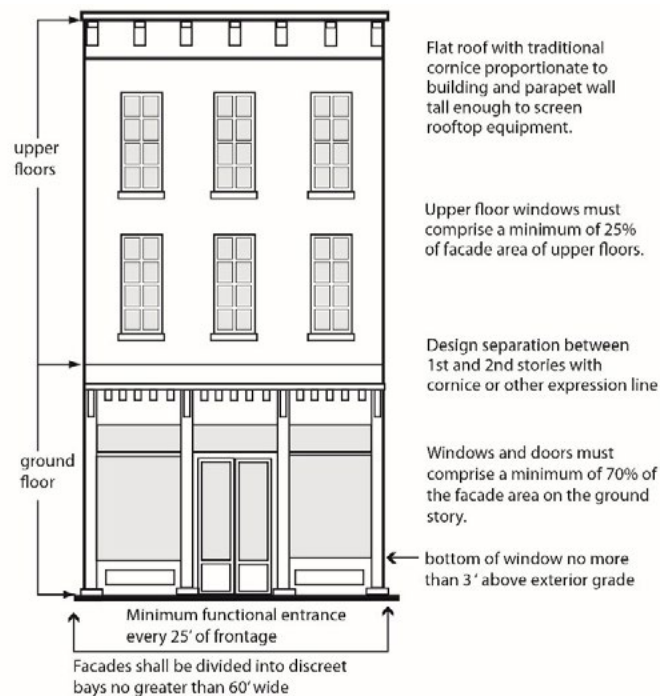 Flat roof with traditional
cornice proportionate to
building and parapet wall
tall enough to screen
rooftop equipment.
upper
floors
Upper floor windows must
comprise a minimum of 25%
of facade area of upper floors.
Design separation between
1st and 2nd stories with
cornice or other expression line
ground
floor
Windows and doors must
comprise a minimum of 70% of
the facade area on the ground
story.
bottom of window no more
than 3' above exterior grade
Minimum functional entrance
every 25' of frontage
Facades shall be divided into discreet
bays no greater than 60' wide